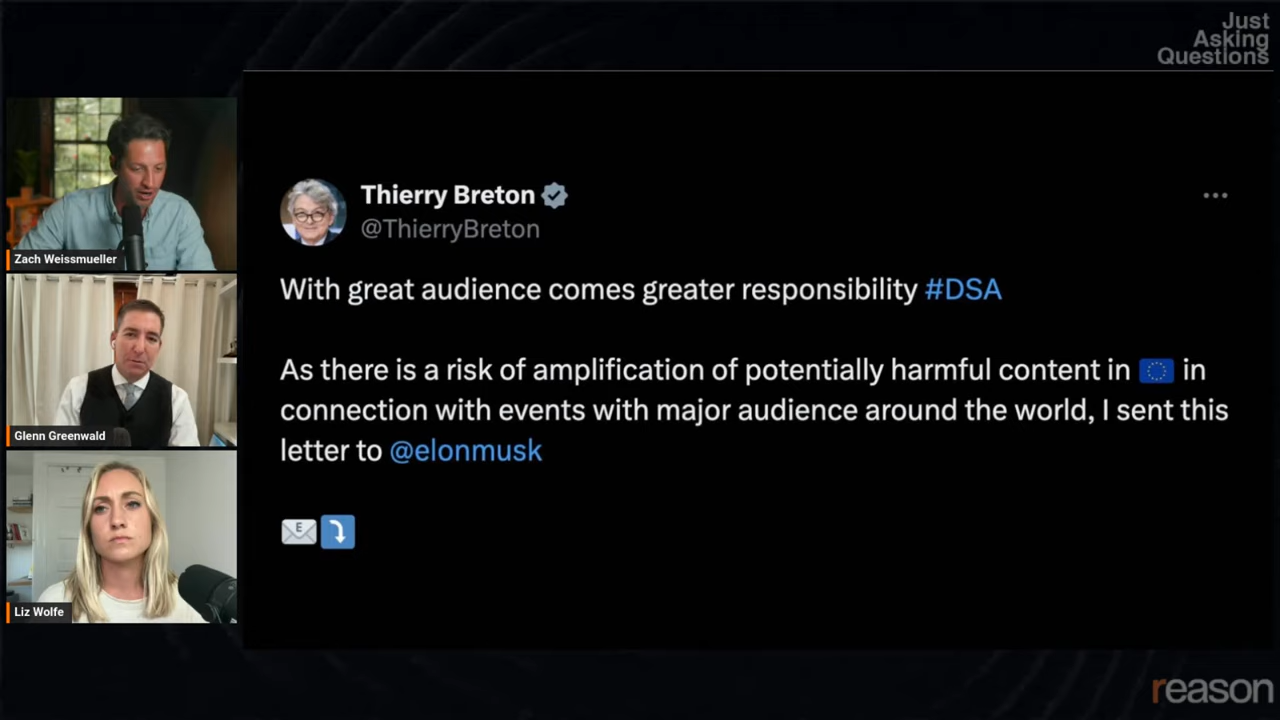 Just
Asking
Questions
Zach Weissmueller
Glenn Greenwald
Liz Wolfe
Thierry Breton
@ThierryBreton
With great audience comes greater responsibility #DSA
As there is a risk of amplification of potentially harmful content in 🇪🇺 in
connection with events with major audience around the world, I sent this
letter to @elonmusk
E
reason